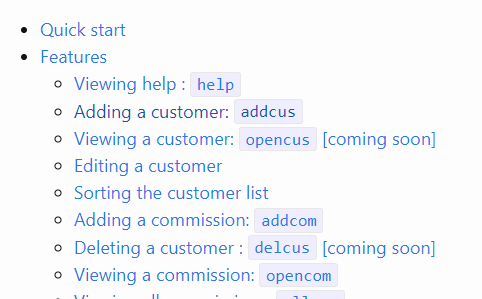 Quick start
Features
Viewing help : help
Adding a customer: addcus
Viewing a customer: opencus [coming soon]
Editing a customer
Sorting the customer list
Adding a commission: addcom
Deleting a customer : delcus [coming soon]
Viewing a commission: opencom